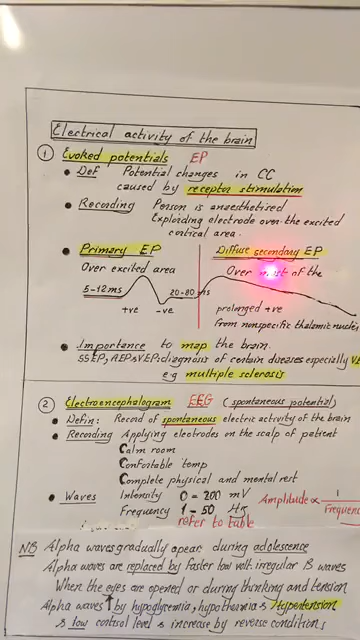 Electrical activity of the brain
① Evoked potentials EP
• Def Potential changes in CC
caused by receptor stimulation
• Recording Person is anaesthetised
Exploading electrode over the excited
cortical area.
• Primary EP
Over excited area
5-12ms
+ve -ve
Diffuse secondary EP
Over most of the
20-80 ms
prolonged +ve
from nonspecific thalamic nuclei
• Importance to map the brain.
SSEP, AEP & VEP: diagnosis of certain diseases especially
e.g multiple sclerosis
② Electroencephalogram EEG (spontaneous potential)
• Defin: Record of spontaneous electric activity of the brain
• Recording Applying electrodes on the scalp of patient
Calm room
Confortable temp
Complete physical and mental rest
• Waves Intensity 0 = 200 mV
Frequency 1 - 50 Hz
Amplitude ∝ 1
Frequenc
refer to table
NB Alpha waves gradually apear during adolescence
Alpha waves are replaced by faster low volt. irregular B waves
When the eyes are opened or during thinking and tension
Alpha waves ↑ by hypoglycemia, hypothermia & Hypertension
& low cortisol level & increase by reverse conditions